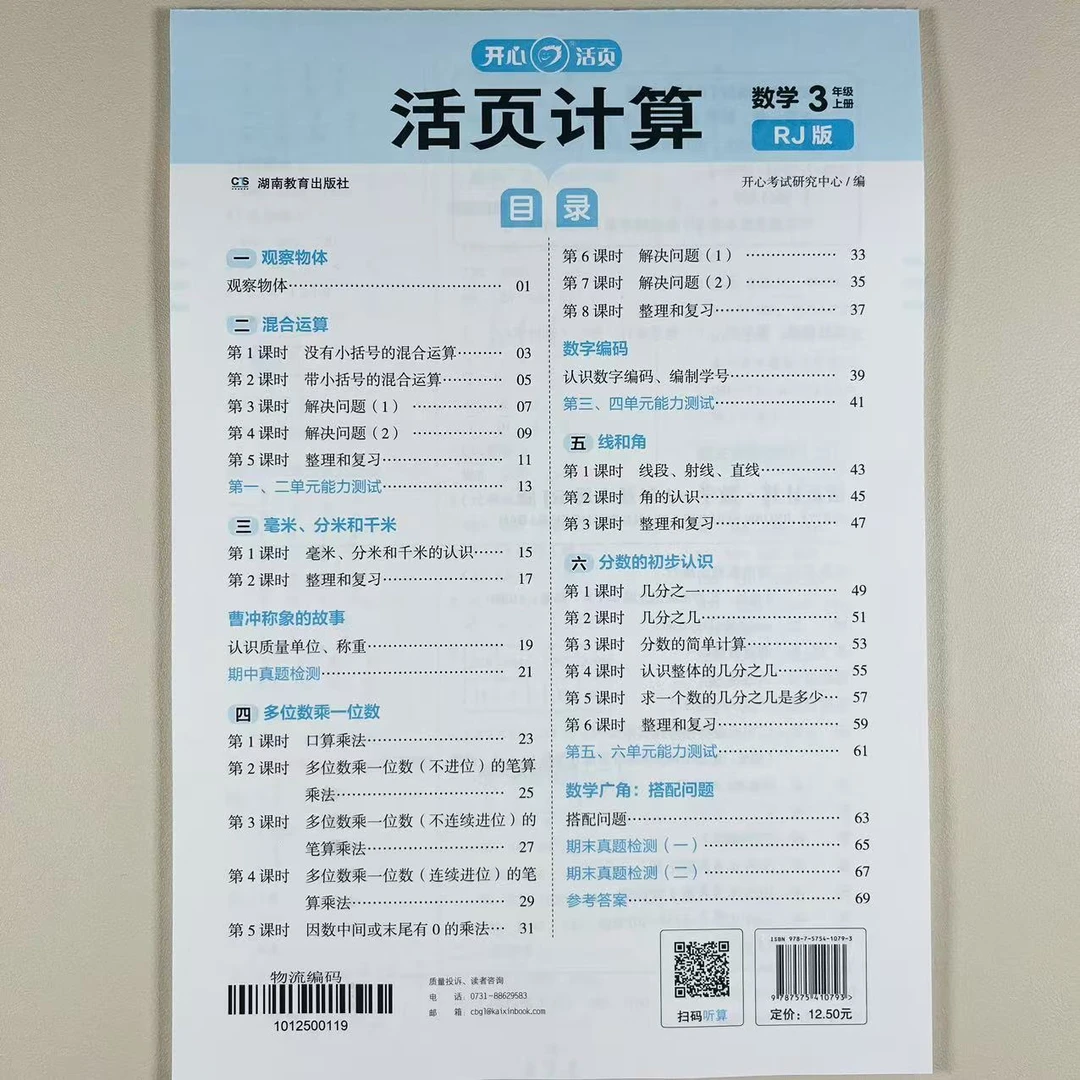 开心 活页
活页计算 数学 3 年级上册
RJ 版
CS 湖南教育出版社
开心考试研究中心 / 编
目录
一 观察物体
观察物体 01
二 混合运算
第 1 课时 没有小括号的混合运算 03
第 2 课时 带小括号的混合运算 05
第 3 课时 解决问题（1） 07
第 4 课时 解决问题（2） 09
第 5 课时 整理和复习 11
第一、二单元能力测试 13
三 毫米、分米和千米
第 1 课时 毫米、分米和千米的认识 15
第 2 课时 整理和复习 17
曹冲称象的故事
认识质量单位、称重 19
期中真题检测 21
四 多位数乘一位数
第 1 课时 口算乘法 23
第 2 课时 多位数乘一位数（不进位）的笔算
乘法 25
第 3 课时 多位数乘一位数（不连续进位）的
笔算乘法 27
第 4 课时 多位数乘一位数（连续进位）的笔
算乘法 29
第 5 课时 因数中间或末尾有 0 的乘法 31
第 6 课时 解决问题（1） 33
第 7 课时 解决问题（2） 35
第 8 课时 整理和复习 37
数字编码
认识数字编码、编制学号 39
第三、四单元能力测试 41
五 线和角
第 1 课时 线段、射线、直线 43
第 2 课时 角的认识 45
第 3 课时 整理和复习 47
六 分数的初步认识
第 1 课时 几分之一 49
第 2 课时 几分之几 51
第 3 课时 分数的简单计算 53
第 4 课时 认识整体的几分之几 55
第 5 课时 求一个数的几分之几是多少 57
第 6 课时 整理和复习 59
第五、六单元能力测试 61
数学广角：搭配问题
搭配问题 63
期末真题检测（一） 65
期末真题检测（二） 67
参考答案 69
物流编码
1012500119
质量投诉、读者咨询
电 话：0731-88629583
邮 箱：cbg1@kaixinbook.com
扫码听算
ISBN 978-7-5754-1079-3
9 787575 410793 >
定价：12.50元